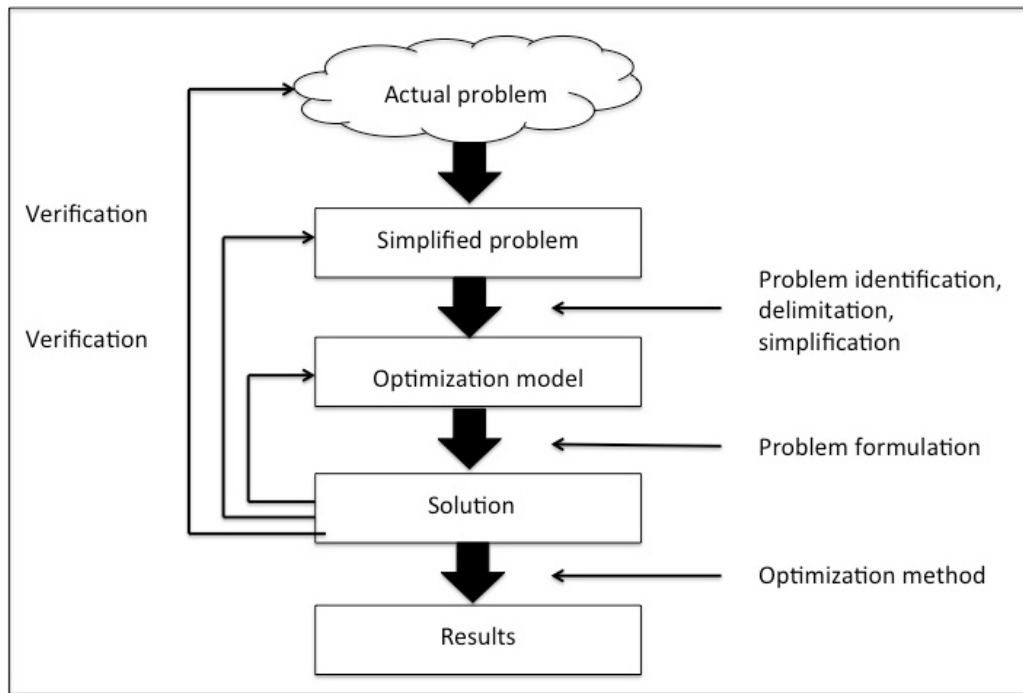 Actual problem
Verification
Simplified problem
Problem identification,
delimitation,
simplification
Verification
Optimization model
Problem formulation
Solution
Optimization method
Results